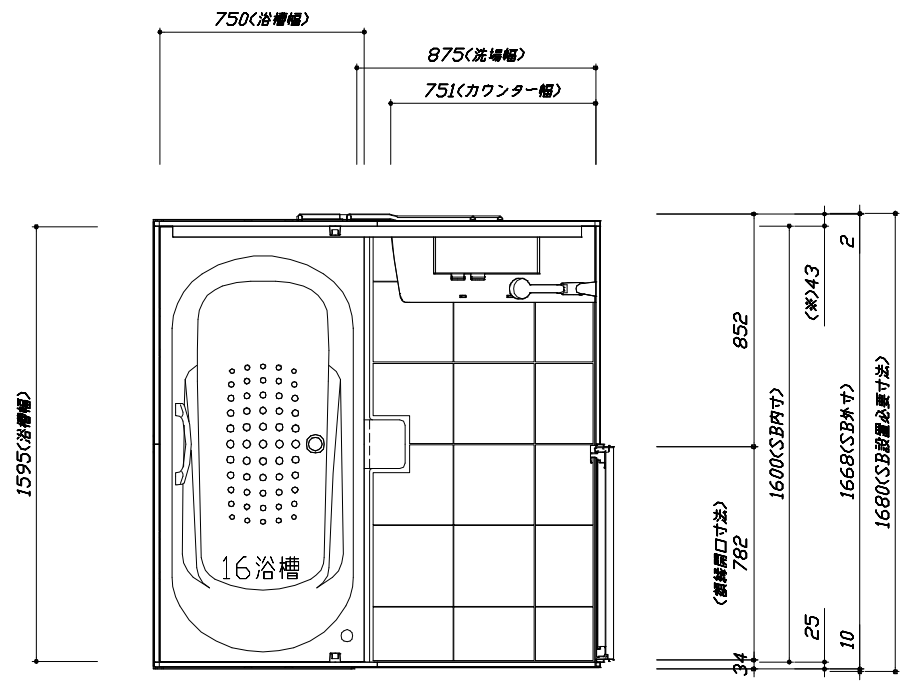 750(浴槽幅)
875(洗場幅)
751(カウンター幅)
1595(浴槽幅)
16浴槽
852
782
(額縁開口寸法)
34
1600(SB内寸)
(※)43
25
2
1668(SB外寸)
10
1680(SB設置必要寸法)